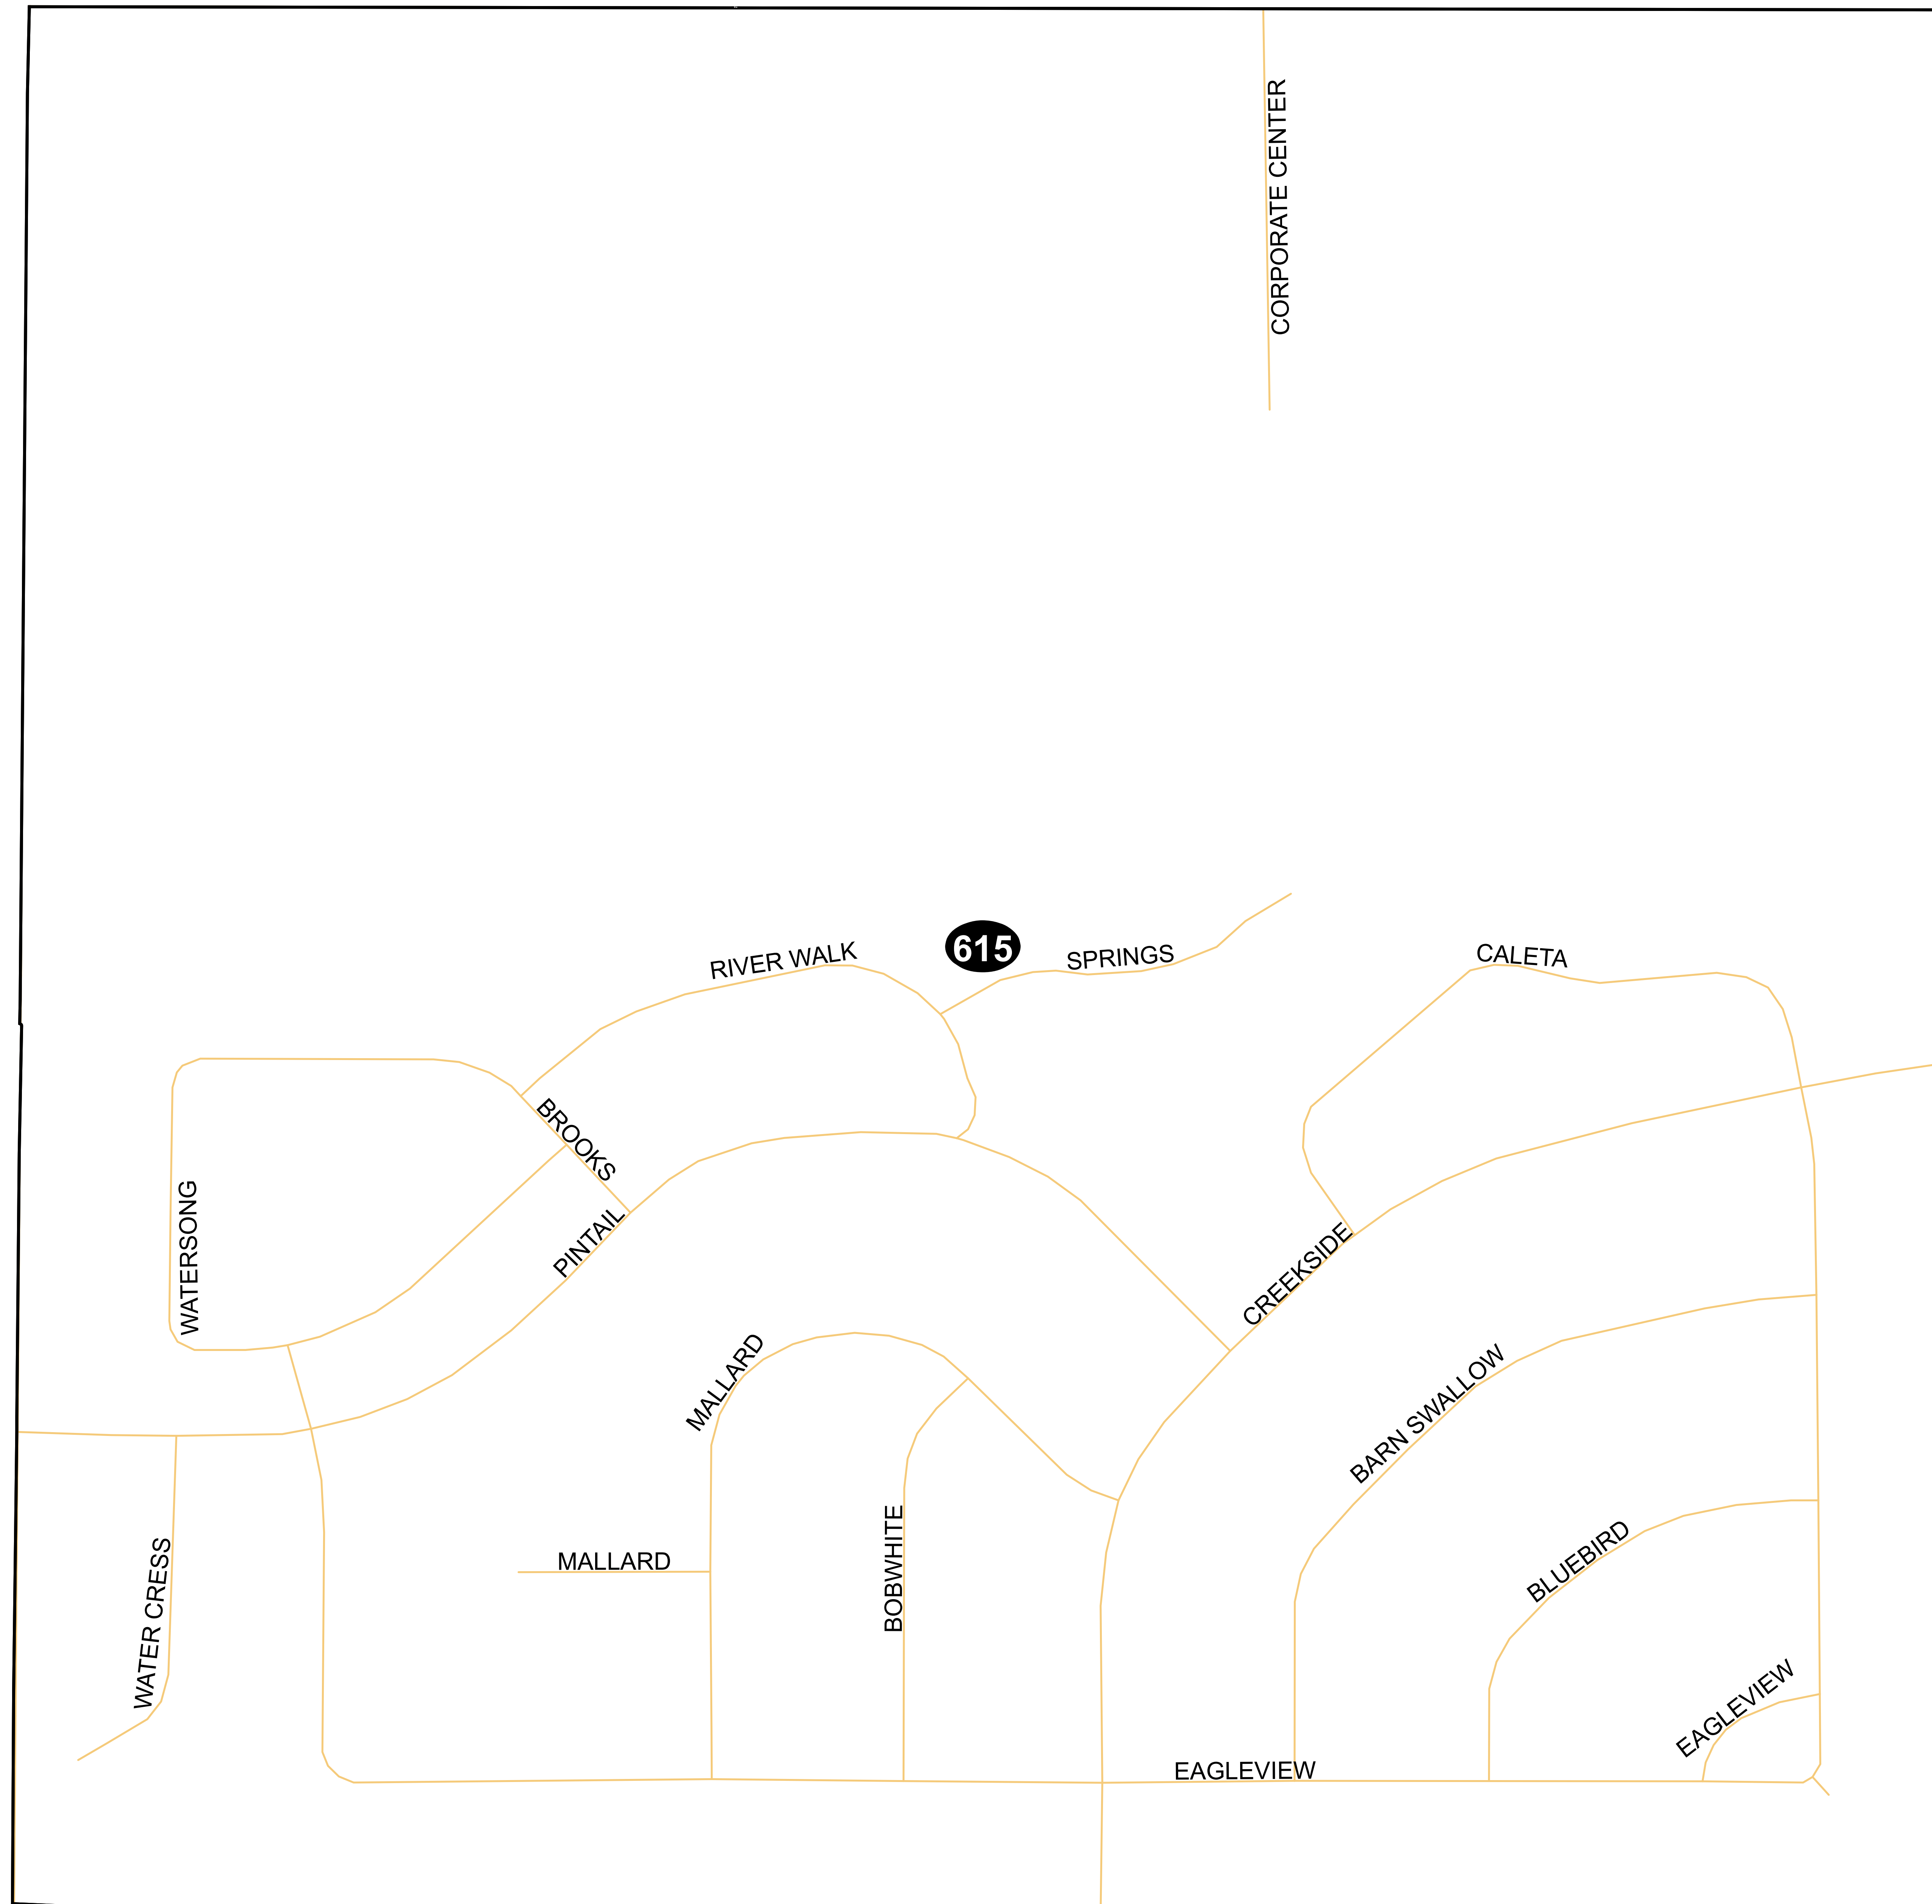 CORPORATE CENTER
615
RIVER WALK
SPRINGS
CALETA
BROOKS
WATERSONG
PINTAIL
CREEKSIDE
MALLARD
BARN SWALLOW
MALLARD
BOBWHITE
WATER CRESS
BLUEBIRD
EAGLEVIEW
EAGLEVIEW